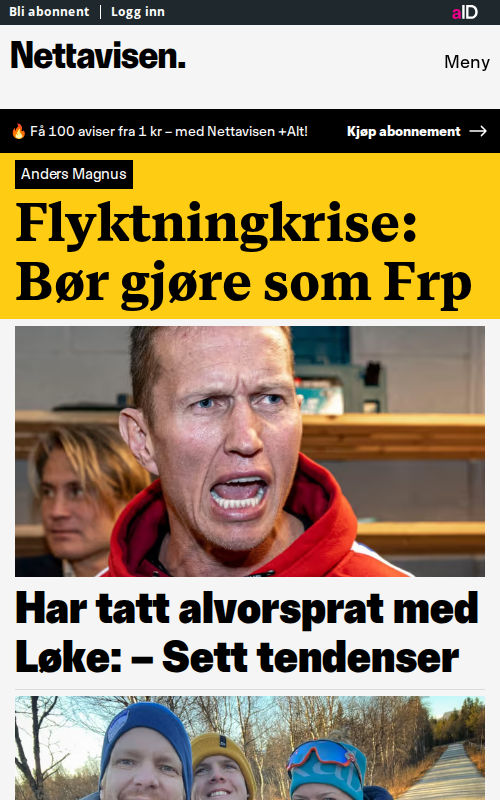 Bli abonnent | Logg inn
aID
Nettavisen.
Meny
🔥 Få 100 aviser fra 1 kr – med Nettavisen +Alt!
Kjøp abonnement →
Anders Magnus
Flyktningkrise:
Bør gjøre som Frp
Har tatt alvorsprat med
Løke: – Sett tendenser